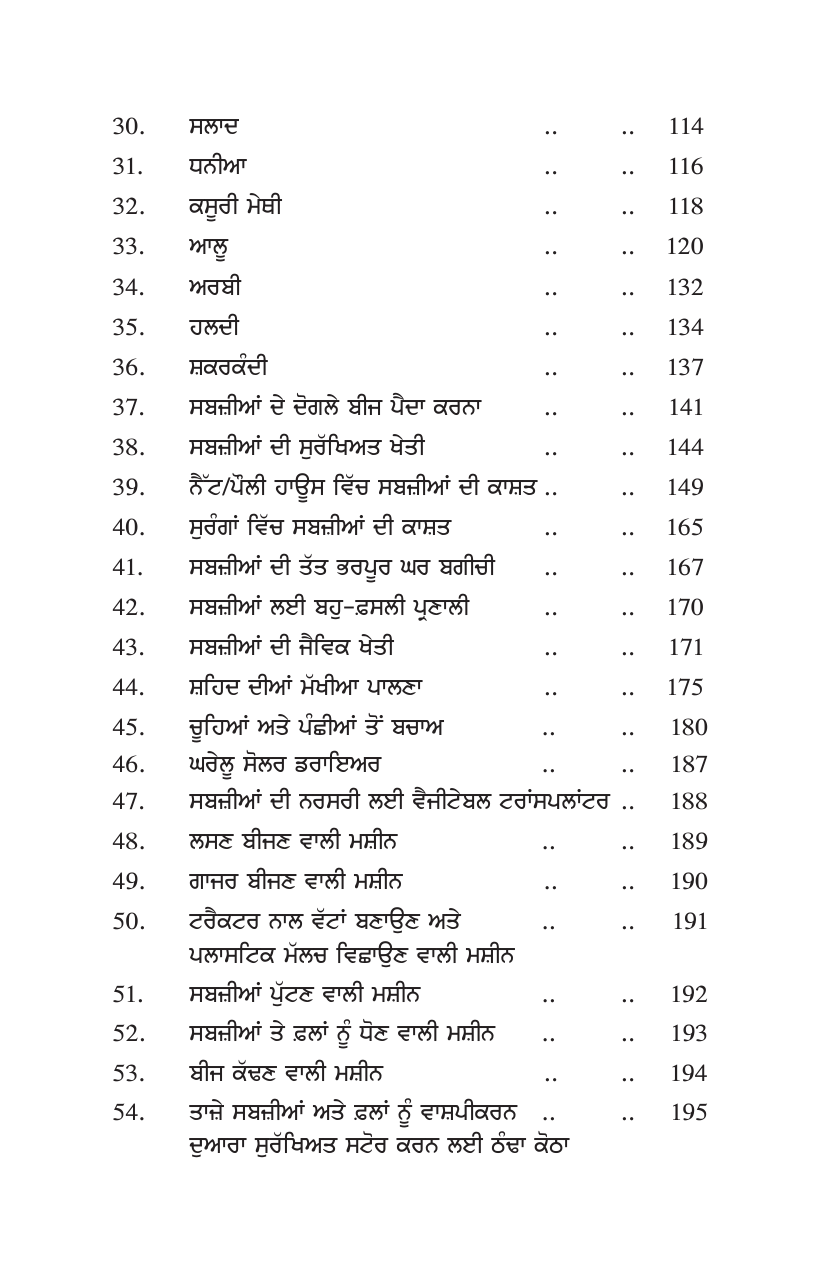 30. ਸਲਾਦ .. .. 114
31. ਧਨੀਆ .. .. 116
32. ਕਸੂਰੀ ਮੇਥੀ .. .. 118
33. ਆਲੂ .. .. 120
34. ਅਰਬੀ .. .. 132
35. ਹਲਦੀ .. .. 134
36. ਸ਼ਕਰਕੰਦੀ .. .. 137
37. ਸਬਜ਼ੀਆਂ ਦੇ ਦੋਗਲੇ ਬੀਜ ਪੈਦਾ ਕਰਨਾ .. .. 141
38. ਸਬਜ਼ੀਆਂ ਦੀ ਸੁਰੱਖਿਅਤ ਖੇਤੀ .. .. 144
39. ਨੈੱਟ/ਪੌਲੀ ਹਾਊਸ ਵਿੱਚ ਸਬਜ਼ੀਆਂ ਦੀ ਕਾਸ਼ਤ .. .. 149
40. ਸੁਰੰਗਾਂ ਵਿੱਚ ਸਬਜ਼ੀਆਂ ਦੀ ਕਾਸ਼ਤ .. .. 165
41. ਸਬਜ਼ੀਆਂ ਦੀ ਤੱਤ ਭਰਪੂਰ ਘਰ ਬਗੀਚੀ .. .. 167
42. ਸਬਜ਼ੀਆਂ ਲਈ ਬਹੁ-ਫ਼ਸਲੀ ਪ੍ਰਣਾਲੀ .. .. 170
43. ਸਬਜ਼ੀਆਂ ਦੀ ਜੈਵਿਕ ਖੇਤੀ .. .. 171
44. ਸ਼ਹਿਦ ਦੀਆਂ ਮੱਖੀਆ ਪਾਲਣਾ .. .. 175
45. ਚੂਹਿਆਂ ਅਤੇ ਪੰਛੀਆਂ ਤੋਂ ਬਚਾਅ .. .. 180
46. ਘਰੇਲੂ ਸੋਲਰ ਡਰਾਇਅਰ .. .. 187
47. ਸਬਜ਼ੀਆਂ ਦੀ ਨਰਸਰੀ ਲਈ ਵੈਜੀਟੇਬਲ ਟਰਾਂਸਪਲਾਂਟਰ .. 188
48. ਲਸਣ ਬੀਜਣ ਵਾਲੀ ਮਸ਼ੀਨ .. .. 189
49. ਗਾਜਰ ਬੀਜਣ ਵਾਲੀ ਮਸ਼ੀਨ .. .. 190
50. ਟਰੈਕਟਰ ਨਾਲ ਵੱਟਾਂ ਬਣਾਉਣ ਅਤੇ .. .. 191
ਪਲਾਸਟਿਕ ਮੱਲਚ ਵਿਛਾਉਣ ਵਾਲੀ ਮਸ਼ੀਨ
51. ਸਬਜ਼ੀਆਂ ਪੁੱਟਣ ਵਾਲੀ ਮਸ਼ੀਨ .. .. 192
52. ਸਬਜ਼ੀਆਂ ਤੇ ਫ਼ਲਾਂ ਨੂੰ ਧੋਣ ਵਾਲੀ ਮਸ਼ੀਨ .. .. 193
53. ਬੀਜ ਕੱਢਣ ਵਾਲੀ ਮਸ਼ੀਨ .. .. 194
54. ਤਾਜ਼ੇ ਸਬਜ਼ੀਆਂ ਅਤੇ ਫ਼ਲਾਂ ਨੂੰ ਵਾਸ਼ਪੀਕਰਨ .. .. 195
ਦੁਆਰਾ ਸੁਰੱਖਿਅਤ ਸਟੋਰ ਕਰਨ ਲਈ ਠੰਢਾ ਕੋਠਾ